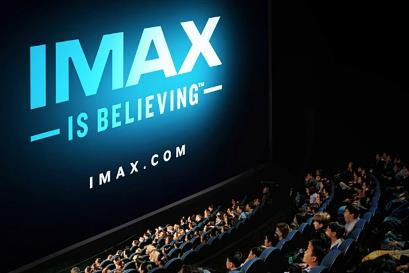 IMAX
— IS BELIEVING™ —
IMAX.COM